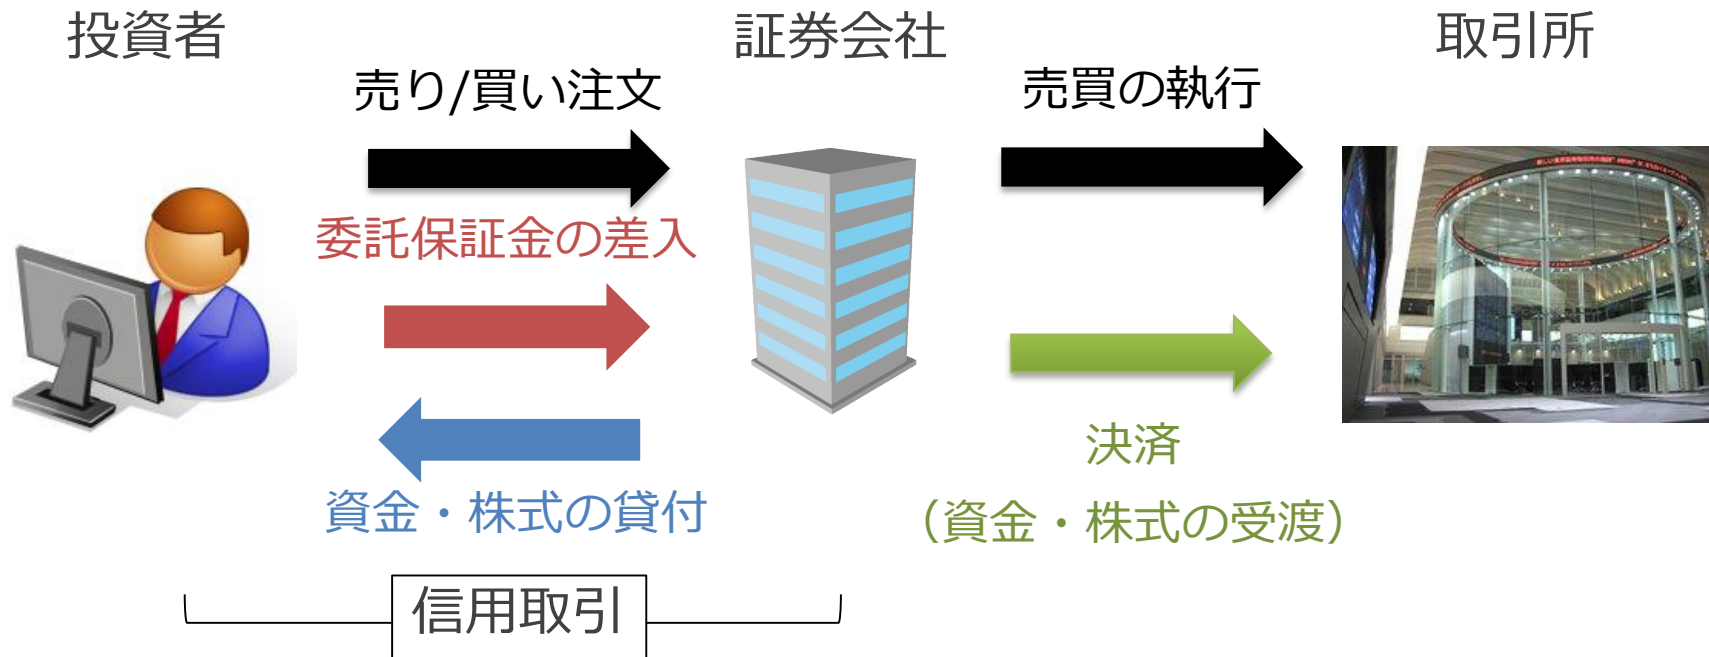 投資者
証券会社
取引所
売り/買い注文
売買の執行
委託保証金の差入
資金・株式の貸付
決済
（資金・株式の受渡）
信用取引